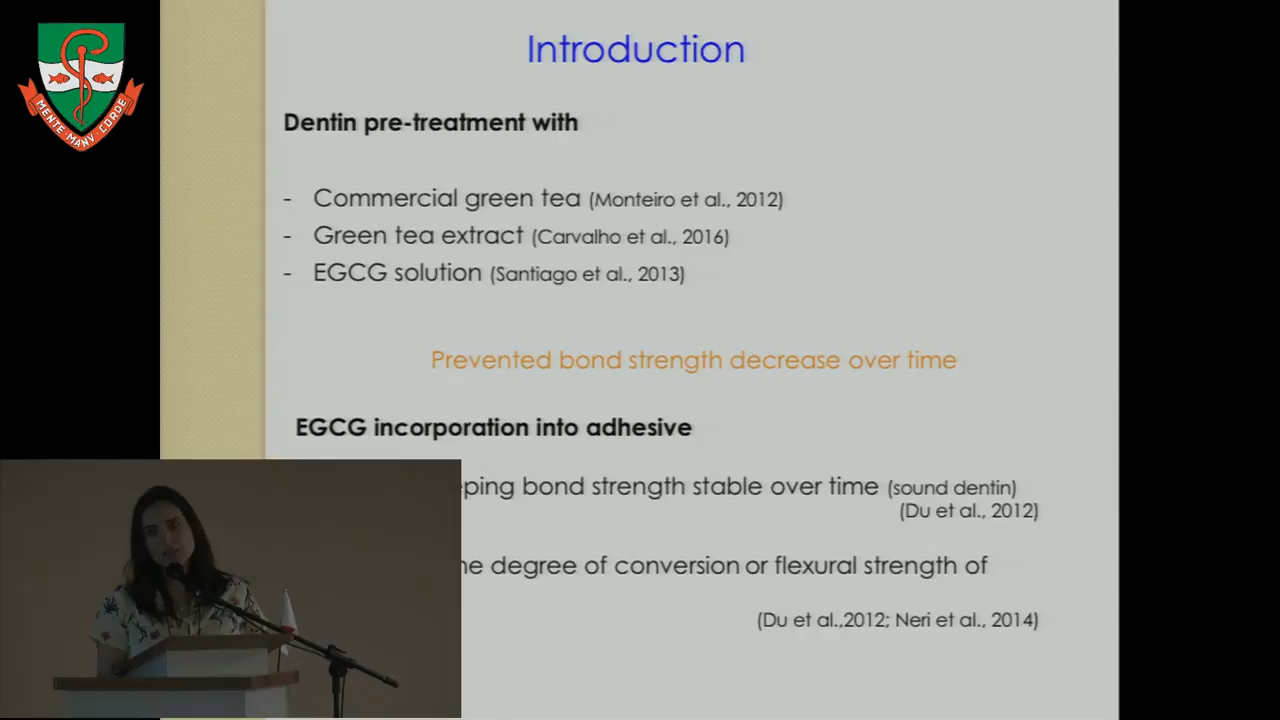 Introduction
MENTE MANV CORDE
Dentin pre-treatment with
- Commercial green tea (Monteiro et al., 2012)
- Green tea extract (Carvalho et al., 2016)
- EGCG solution (Santiago et al., 2013)
Prevented bond strength decrease over time
EGCG incorporation into adhesive
bond strength stable over time (sound dentin)
(Du et al., 2012)
degree of conversion or flexural strength of
(Du et al.,2012; Neri et al., 2014)